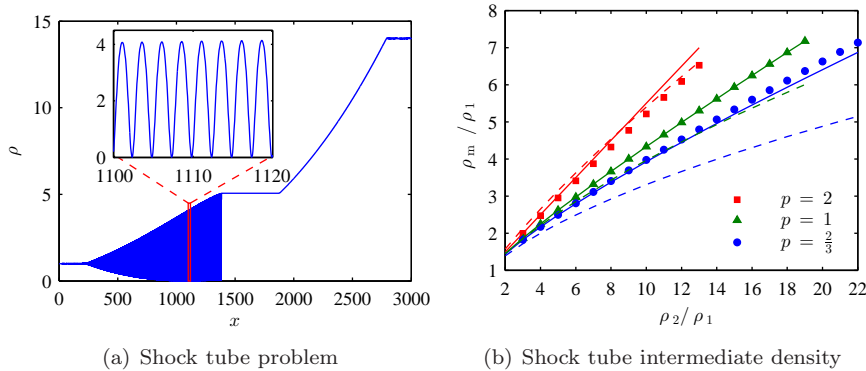 15
10
5
0
ρ
0 500 1000 1500 2000 2500 3000
x
4
2
0
1100 1110 1120
(a) Shock tube problem
8
7
6
5
4
3
2
1
ρm/ρ1
2 4 6 8 10 12 14 16 18 20 22
ρ2/ρ1
p = 2
p = 1
p = 2/3
(b) Shock tube intermediate density